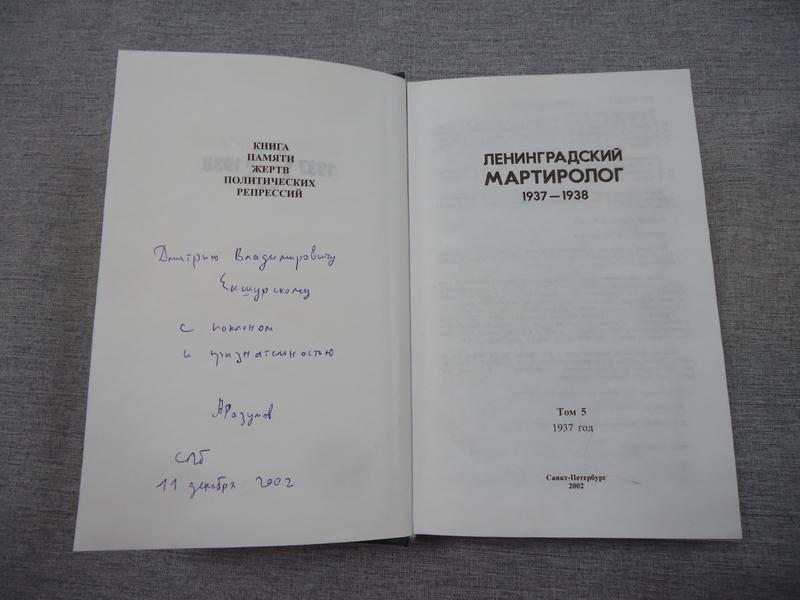 КНИГА
ПАМЯТИ
ЖЕРТВ
ПОЛИТИЧЕСКИХ
РЕПРЕССИЙ
Дмитрию Владимировичу
Екшурскому
с поклоном
и признательностью
АРазумов
СПб
11 декабря 2002
ЛЕНИНГРАДСКИЙ
МАРТИРОЛОГ
1937—1938
Том 5
1937 год
Санкт-Петербург
2002